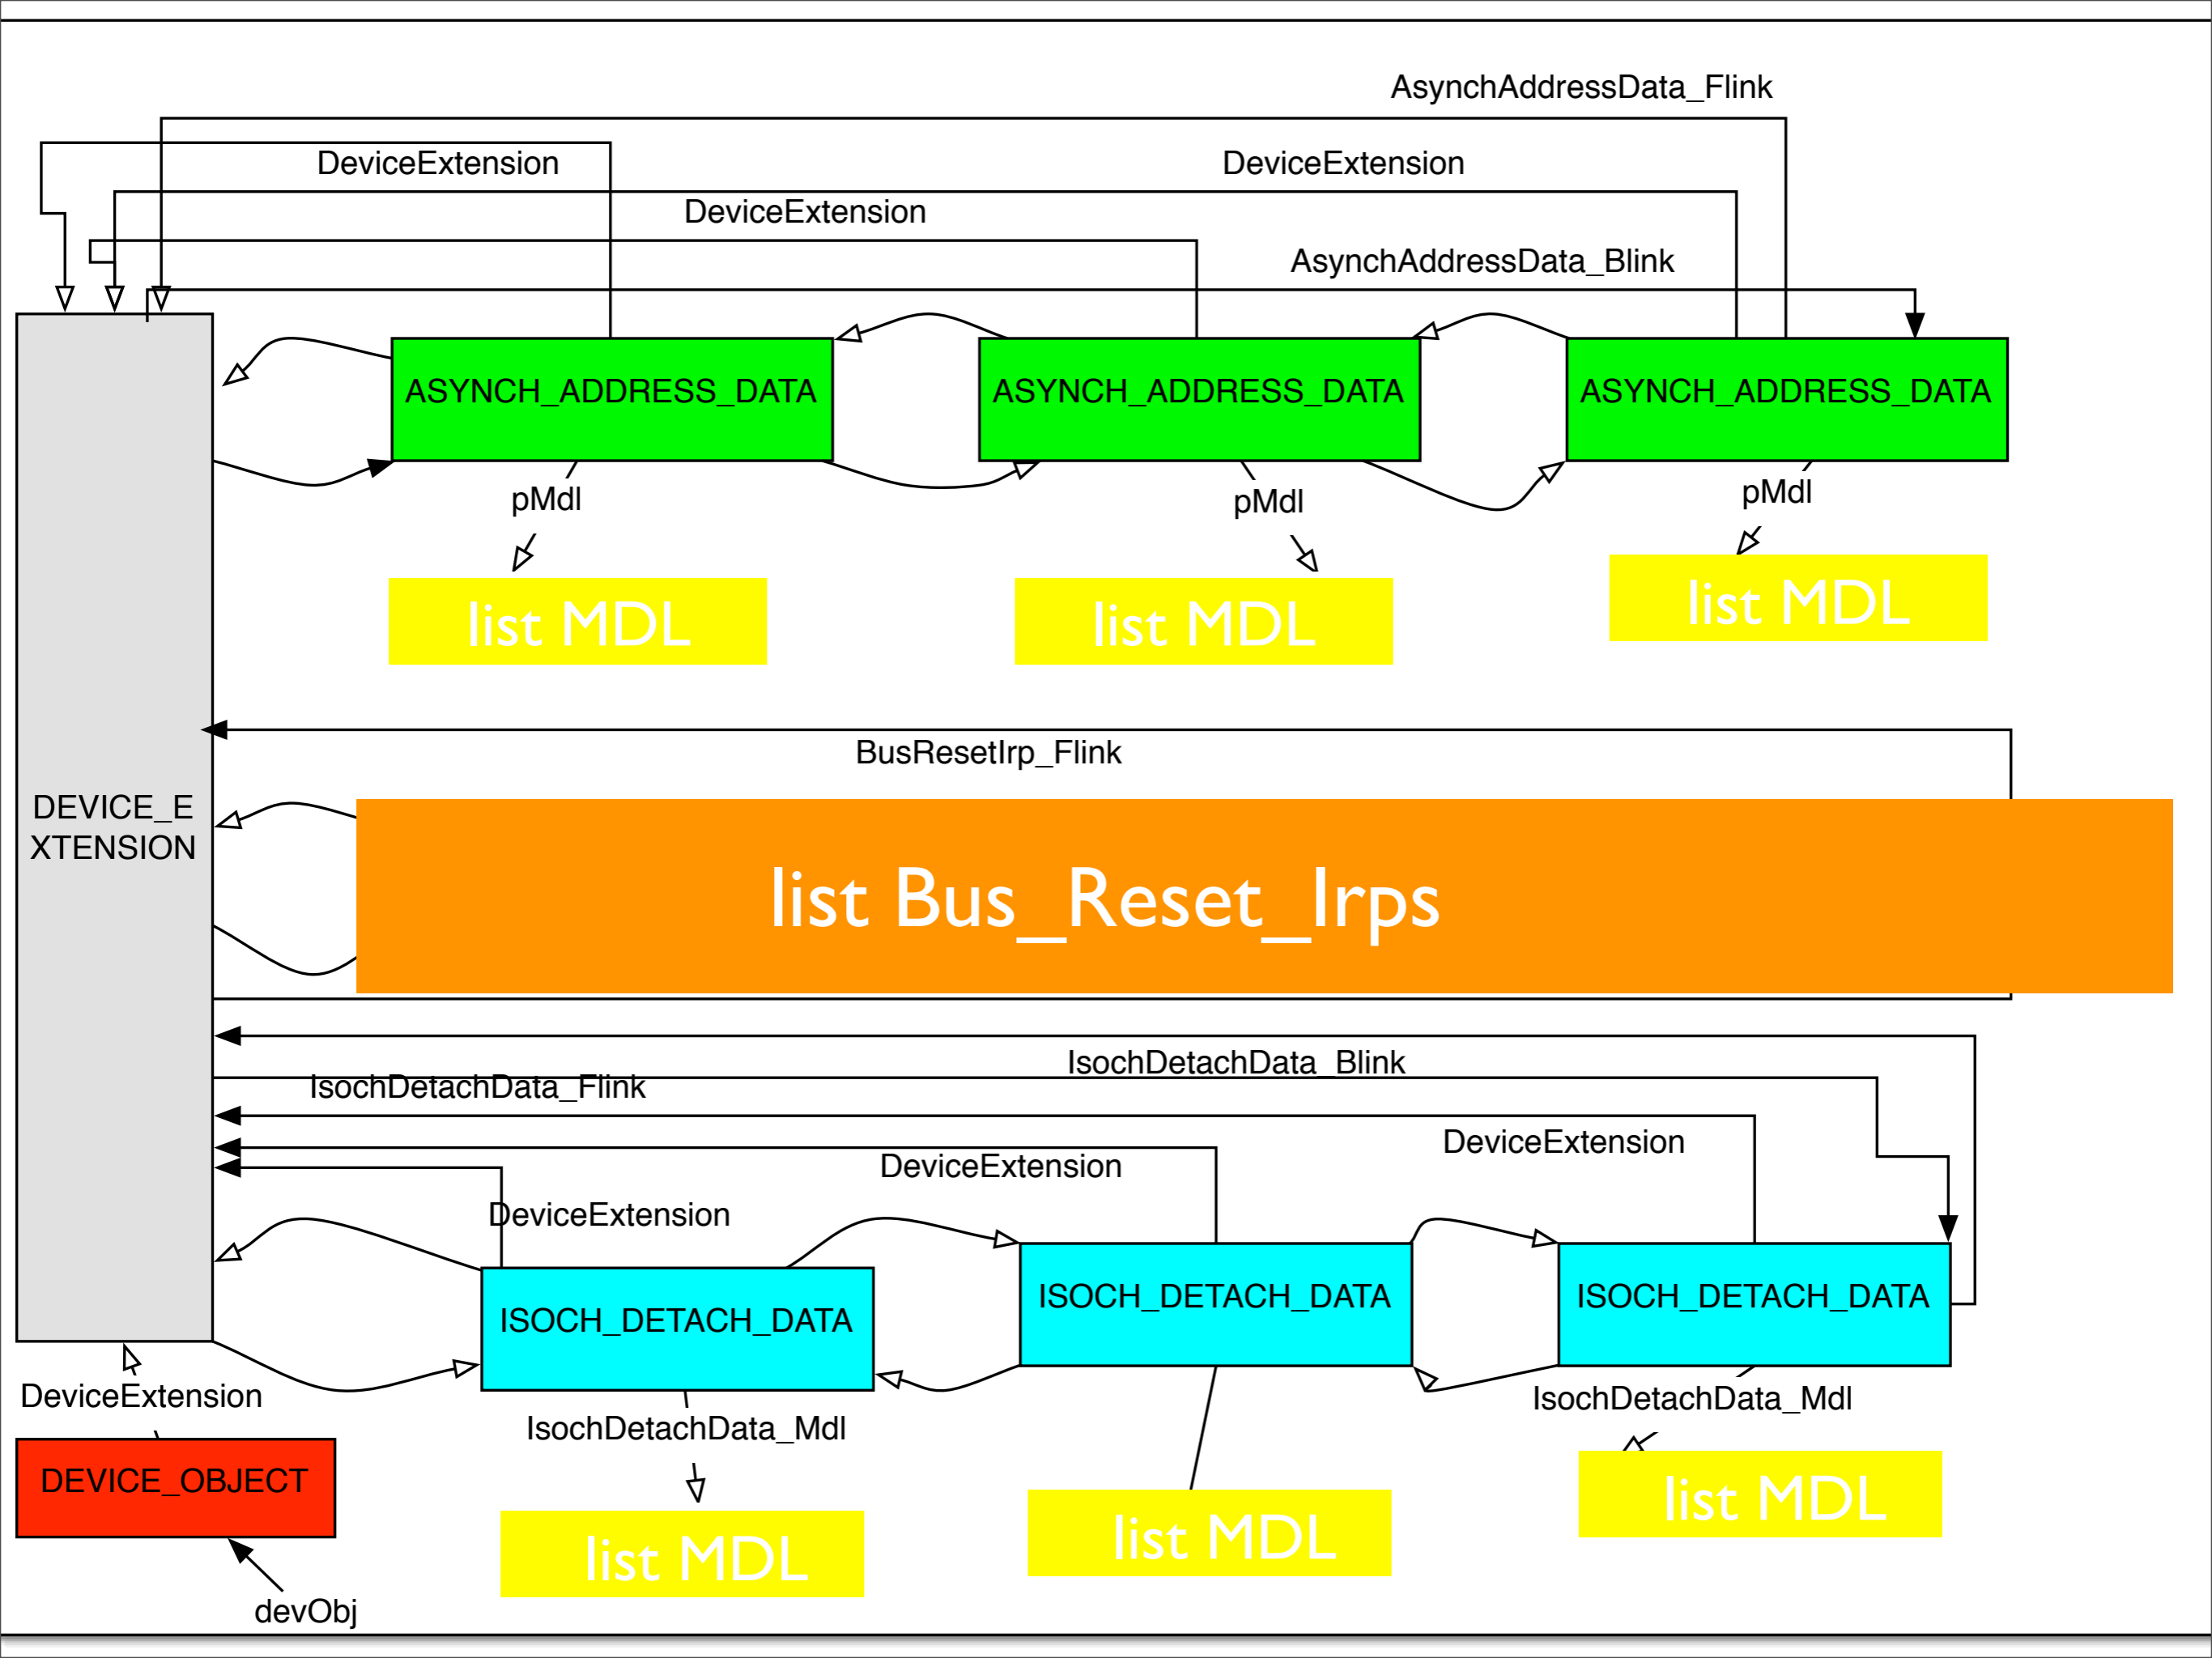 AsynchAddressData_Flink
DeviceExtension
DeviceExtension
DeviceExtension
AsynchAddressData_Blink
ASYNCH_ADDRESS_DATA
ASYNCH_ADDRESS_DATA
ASYNCH_ADDRESS_DATA
pMdl
pMdl
pMdl
list MDL
list MDL
list MDL
BusResetIrp_Flink
DEVICE_E
XTENSION
list Bus_Reset_Irps
IsochDetachData_Blink
IsochDetachData_Flink
DeviceExtension
DeviceExtension
DeviceExtension
ISOCH_DETACH_DATA
ISOCH_DETACH_DATA
ISOCH_DETACH_DATA
DeviceExtension
IsochDetachData_Mdl
IsochDetachData_Mdl
DEVICE_OBJECT
list MDL
list MDL
list MDL
devObj